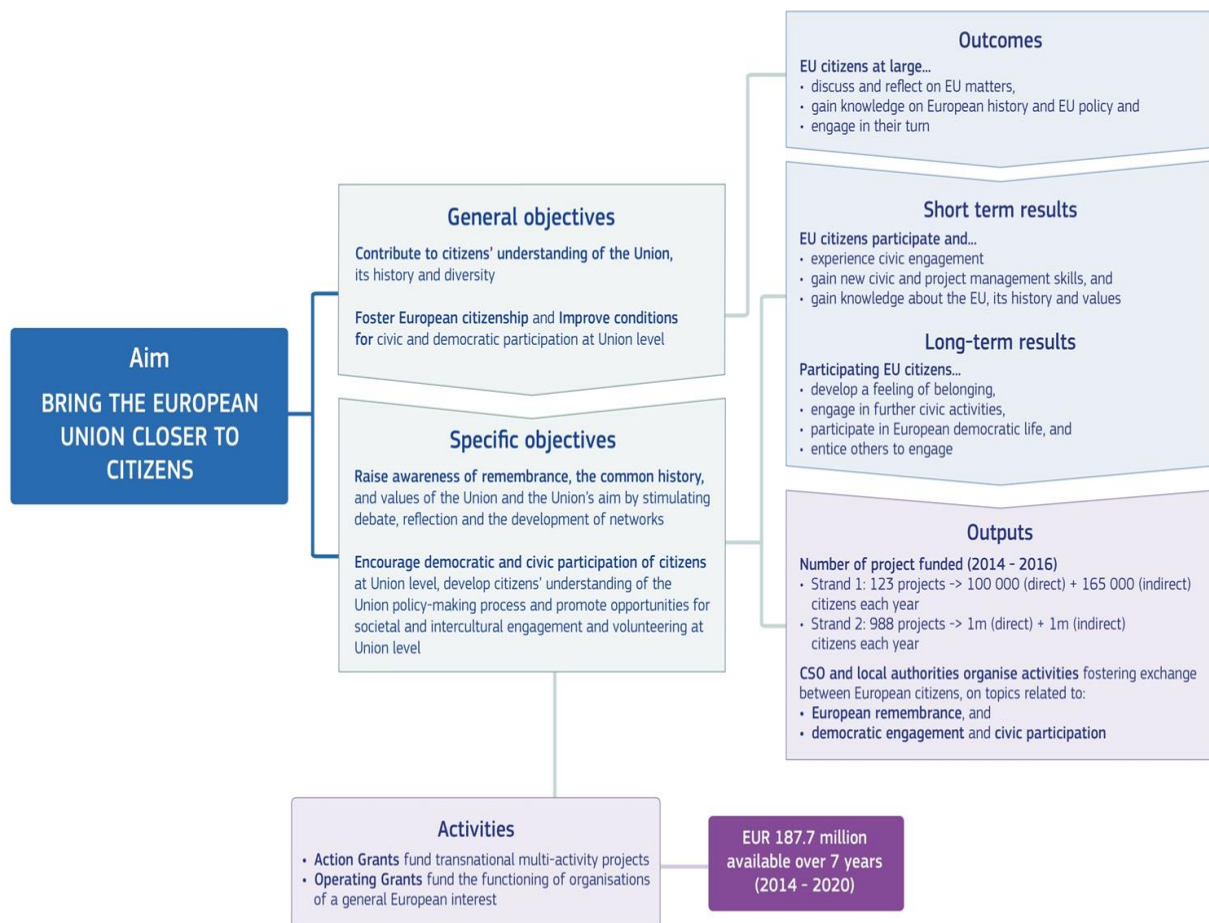 Aim
BRING THE EUROPEAN
UNION CLOSER TO
CITIZENS
General objectives
Contribute to citizens' understanding of the Union,
its history and diversity
Foster European citizenship and Improve conditions
for civic and democratic participation at Union level
Specific objectives
Raise awareness of remembrance, the common history,
and values of the Union and the Union's aim by stimulating
debate, reflection and the development of networks
Encourage democratic and civic participation of citizens
at Union level, develop citizens' understanding of the
Union policy-making process and promote opportunities for
societal and intercultural engagement and volunteering at
Union level
Outcomes
EU citizens at large...
• discuss and reflect on EU matters,
• gain knowledge on European history and EU policy and
• engage in their turn
Short term results
EU citizens participate and...
• experience civic engagement
• gain new civic and project management skills, and
• gain knowledge about the EU, its history and values
Long-term results
Participating EU citizens...
• develop a feeling of belonging,
• engage in further civic activities,
• participate in European democratic life, and
• entice others to engage
Outputs
Number of project funded (2014 - 2016)
• Strand 1: 123 projects -> 100 000 (direct) + 165 000 (indirect)
citizens each year
• Strand 2: 988 projects -> 1m (direct) + 1m (indirect)
citizens each year
CSO and local authorities organise activities fostering exchange
between European citizens, on topics related to:
• European remembrance, and
• democratic engagement and civic participation
Activities
• Action Grants fund transnational multi-activity projects
• Operating Grants fund the functioning of organisations
of a general European interest
EUR 187.7 million
available over 7 years
(2014 - 2020)